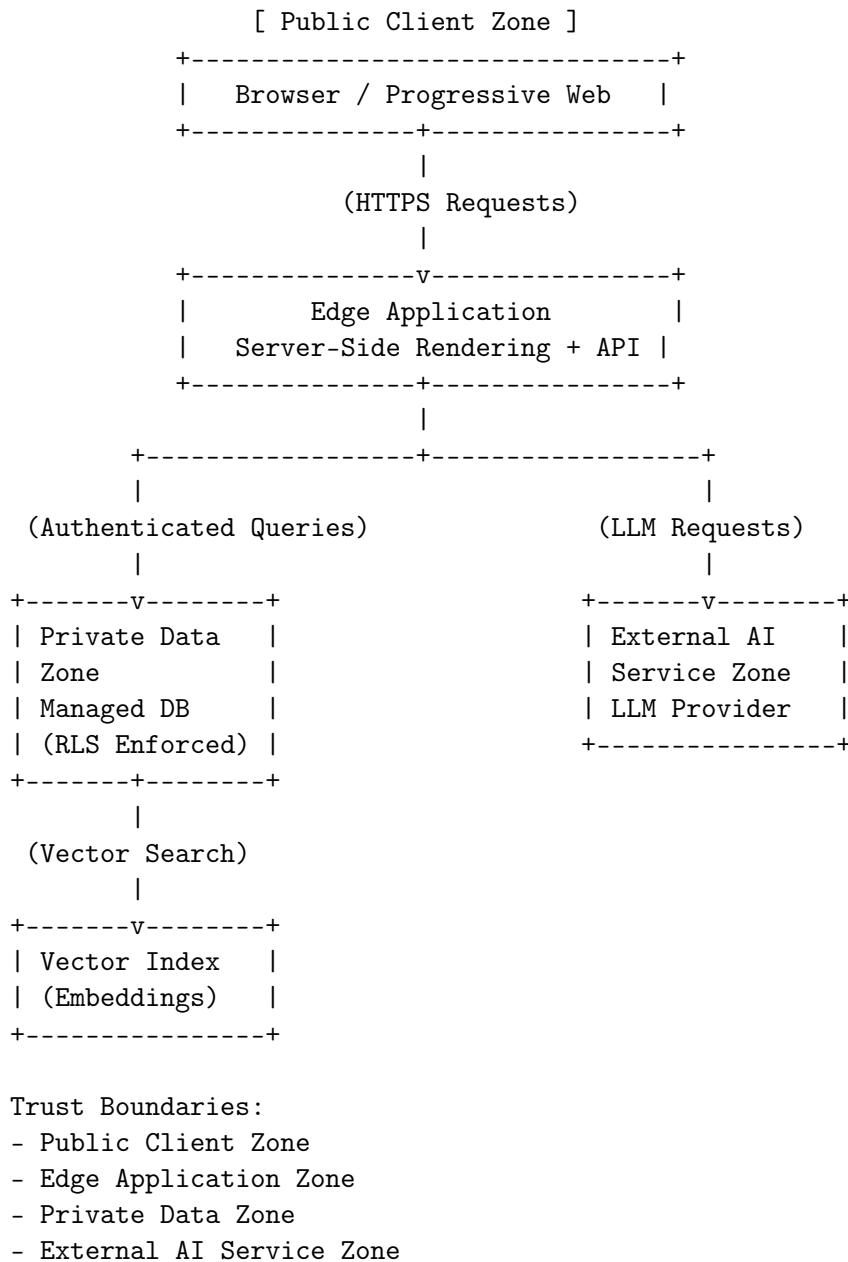 [ Public Client Zone ]
+--------------------------------+
|   Browser / Progressive Web   |
+---------------+----------------+
|
(HTTPS Requests)
|
+---------------v----------------+
|        Edge Application        |
|   Server-Side Rendering + API |
+---------------+----------------+
|
+------------------+------------------+
|                                     |
(Authenticated Queries)               (LLM Requests)
|                                     |
+-------v--------+                    +-------v--------+
| Private Data   |                    | External AI    |
| Zone           |                    | Service Zone   |
| Managed DB     |                    | LLM Provider   |
| (RLS Enforced) |                    +----------------+
+-------+--------+
|
(Vector Search)
|
+-------v--------+
| Vector Index   |
| (Embeddings)   |
+----------------+
Trust Boundaries:
- Public Client Zone
- Edge Application Zone
- Private Data Zone
- External AI Service Zone